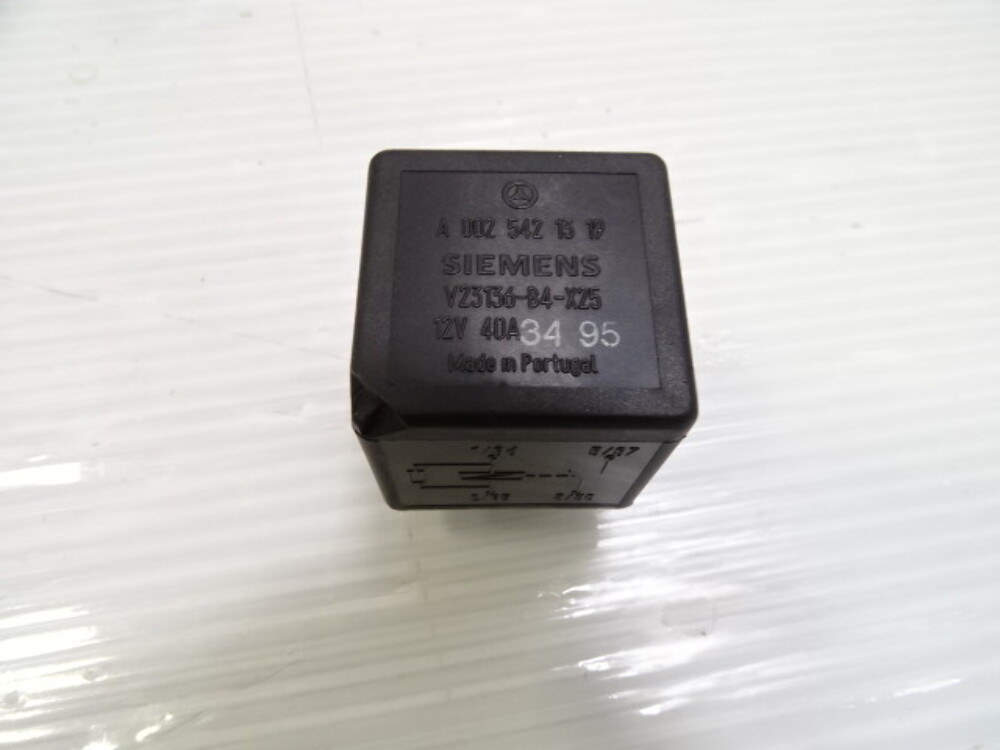 A 002 542 13 19
SIEMENS
V23136-B4-X25
12V 40A 34 95
Made in Portugal